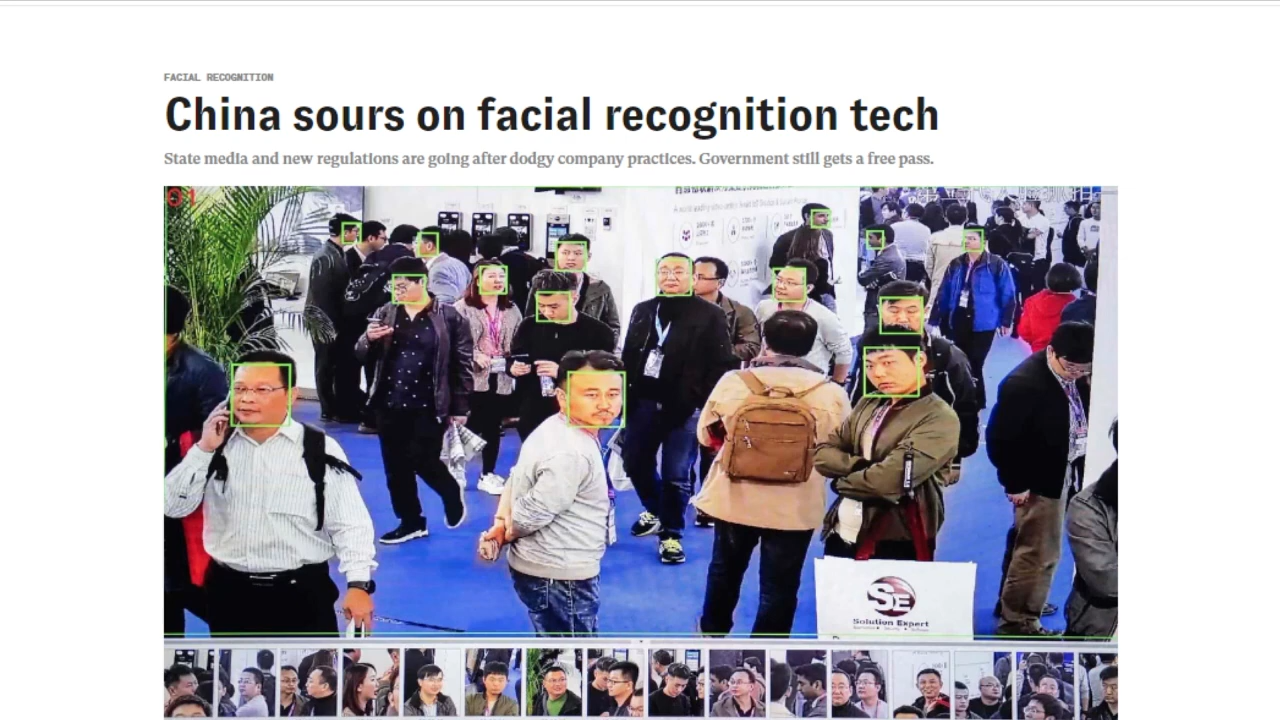 FACIAL RECOGNITION
China sours on facial recognition tech
State media and new regulations are going after dodgy company practices. Government still gets a free pass.
01
SE
Solution Expert